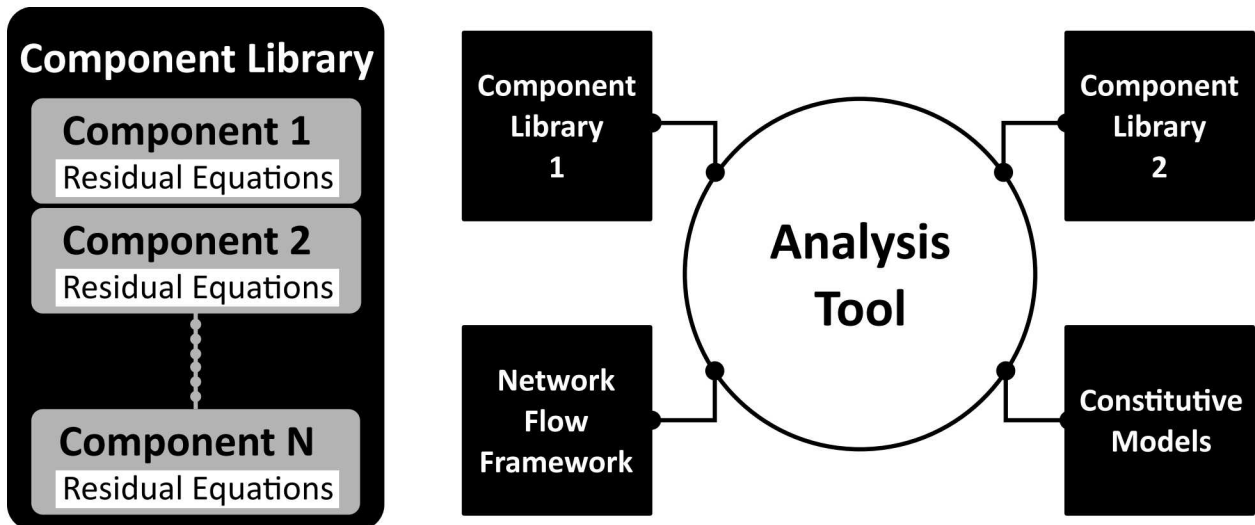 Component Library
Component 1
Residual Equations
Component 2
Residual Equations
Component N
Residual Equations
Component
Library
1
Component
Library
2
Analysis
Tool
Network
Flow
Framework
Constitutive
Models